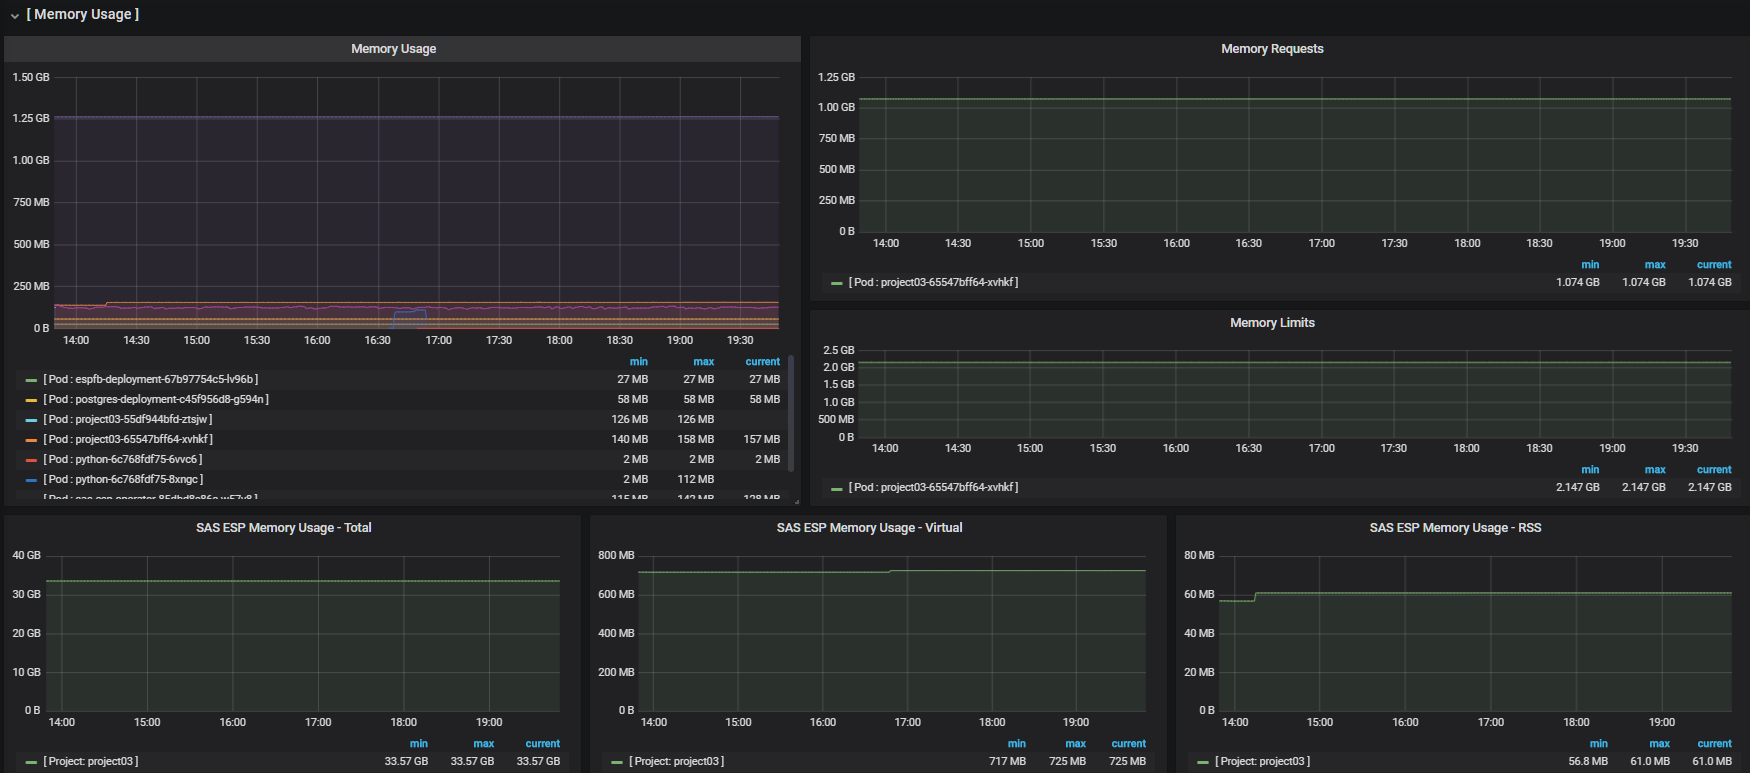 [ Memory Usage ]
Memory Usage
1.50 GB
1.25 GB
1.00 GB
750 MB
500 MB
250 MB
0 B
14:00 14:30 15:00 15:30 16:00 16:30 17:00 17:30 18:00 18:30 19:00 19:30
min max current
[ Pod : espfb-deployment-67b97754c5-lv96b ] 27 MB 27 MB 27 MB
[ Pod : postgres-deployment-c45f956d8-g594n ] 58 MB 58 MB 58 MB
[ Pod : project03-55df944bfd-ztsjw ] 126 MB 126 MB
[ Pod : project03-65547bff64-xvhkf ] 140 MB 158 MB 157 MB
[ Pod : python-6c768fdf75-6vvc6 ] 2 MB 2 MB 2 MB
[ Pod : python-6c768fdf75-8xngc ] 2 MB 112 MB
Memory Requests
1.25 GB
1.00 GB
750 MB
500 MB
250 MB
0 B
14:00 14:30 15:00 15:30 16:00 16:30 17:00 17:30 18:00 18:30 19:00 19:30
min max current
[ Pod : project03-65547bff64-xvhkf ] 1.074 GB 1.074 GB 1.074 GB
Memory Limits
2.5 GB
2.0 GB
1.5 GB
1.0 GB
500 MB
0 B
14:00 14:30 15:00 15:30 16:00 16:30 17:00 17:30 18:00 18:30 19:00 19:30
min max current
[ Pod : project03-65547bff64-xvhkf ] 2.147 GB 2.147 GB 2.147 GB
SAS ESP Memory Usage - Total
40 GB
30 GB
20 GB
10 GB
0 B
14:00 15:00 16:00 17:00 18:00 19:00
min max current
[Project: project03 ] 33.57 GB 33.57 GB 33.57 GB
SAS ESP Memory Usage - Virtual
800 MB
600 MB
400 MB
200 MB
0 B
14:00 15:00 16:00 17:00 18:00 19:00
min max current
[Project: project03 ] 717 MB 725 MB 725 MB
SAS ESP Memory Usage - RSS
80 MB
60 MB
40 MB
20 MB
0 B
14:00 15:00 16:00 17:00 18:00 19:00
min max current
[Project: project03 ] 56.8 MB 61.0 MB 61.0 MB